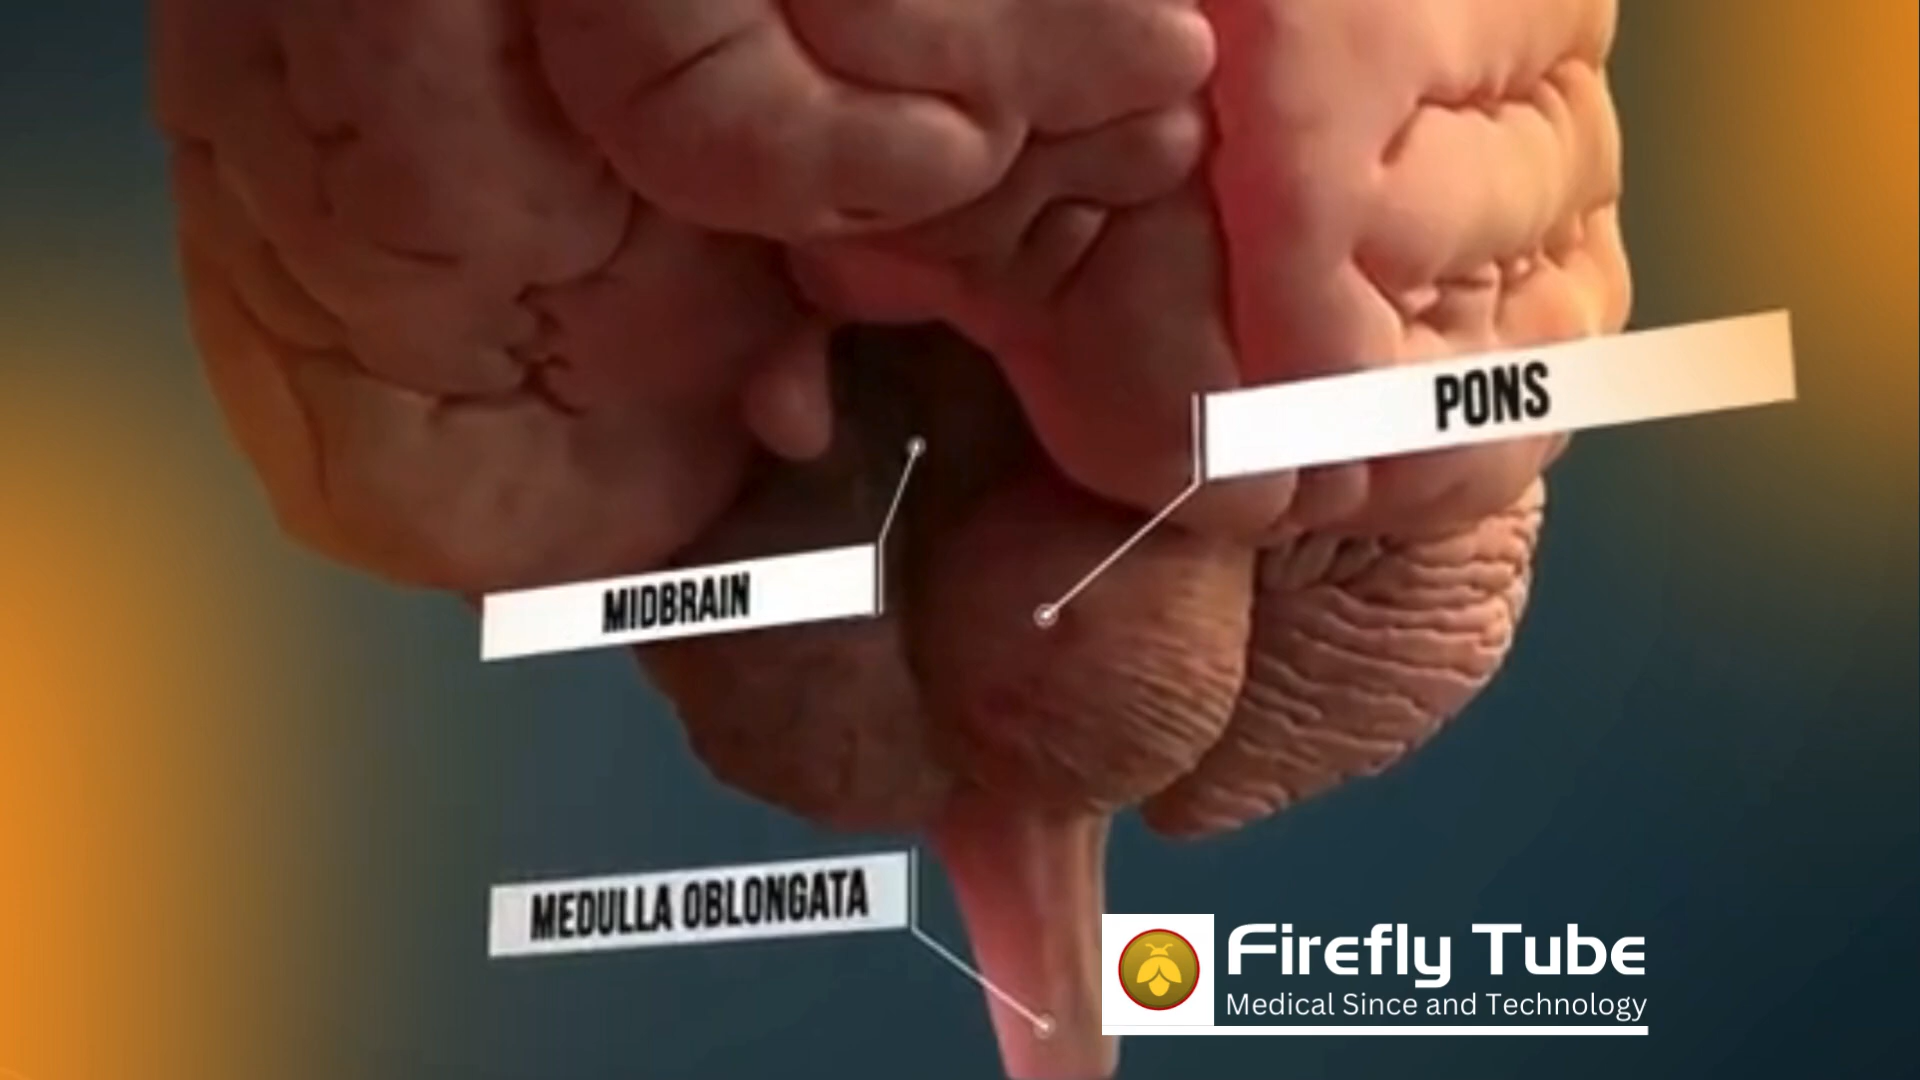 PONS
MIDBRAIN
MEDULLA OBLONGATA
Firefly Tube
Medical Since and Technology